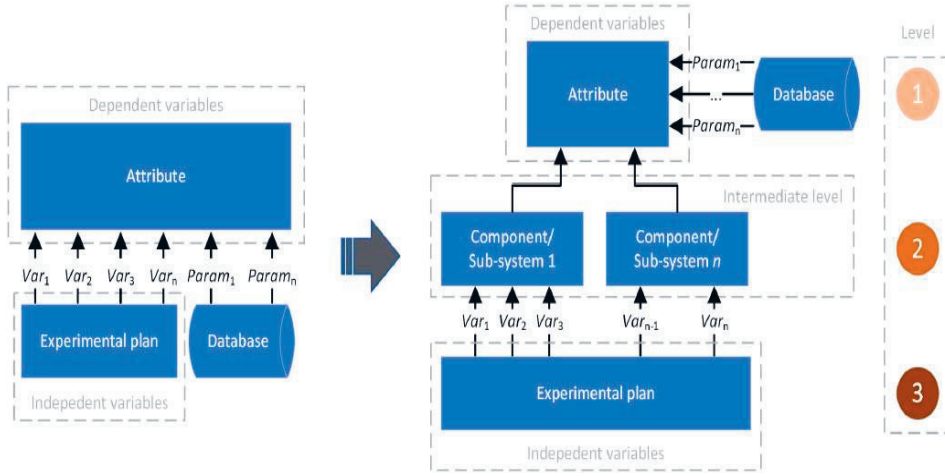 Dependent variables
Attribute
Var1 Var2 Var3 Varn Param1 Paramn
Experimental plan
Database
Indepedent variables
Dependent variables
Attribute
Param1
...
Paramn
Database
Intermediate level
Component/
Sub-system 1
Component/
Sub-system n
Var1 Var2 Var3 Varn-1 Varn
Experimental plan
Indepedent variables
Level
1
2
3